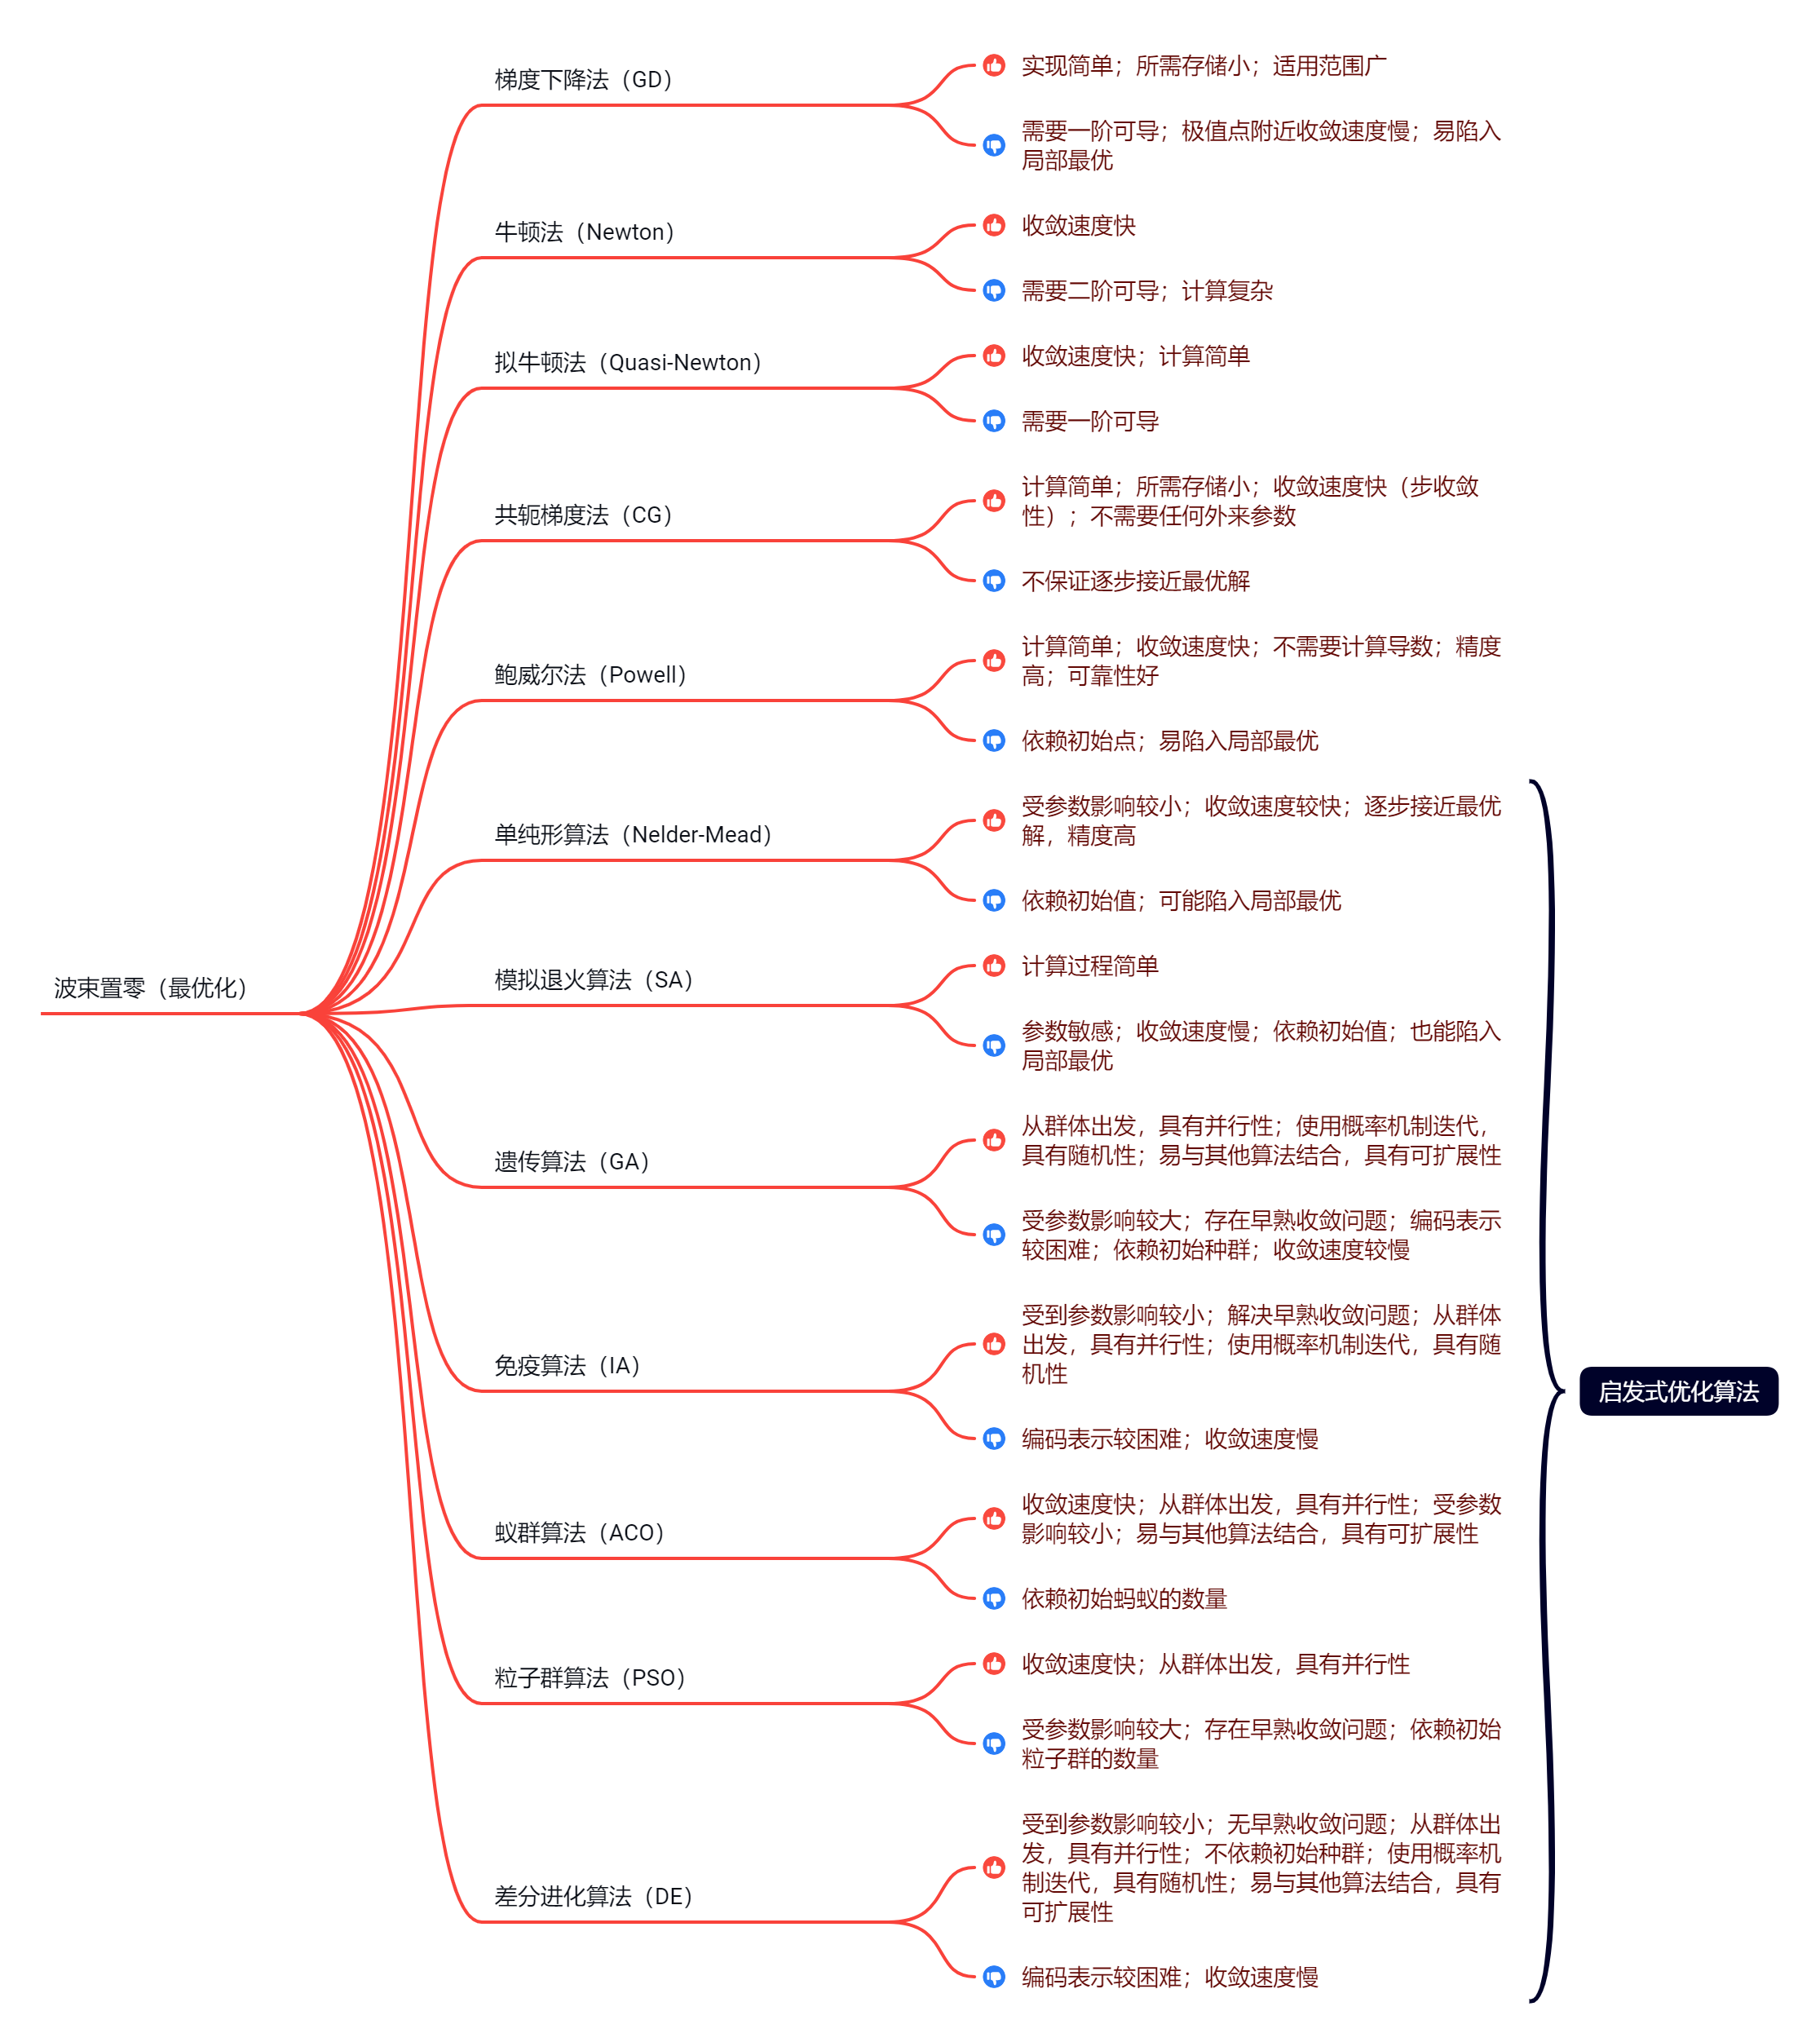 梯度下降法（GD）
实现简单；所需存储小；适用范围广
需要一阶可导；极值点附近收敛速度慢；易陷入
局部最优
牛顿法（Newton）
收敛速度快
需要二阶可导；计算复杂
拟牛顿法（Quasi-Newton）
收敛速度快；计算简单
需要一阶可导
共轭梯度法（CG）
计算简单；所需存储小；收敛速度快（步收敛
性）；不需要任何外来参数
不保证逐步接近最优解
鲍威尔法（Powell）
计算简单；收敛速度快；不需要计算导数；精度
高；可靠性好
依赖初始点；易陷入局部最优
单纯形算法（Nelder-Mead）
受参数影响较小；收敛速度较快；逐步接近最优
解，精度高
依赖初始值；可能陷入局部最优
波束置零（最优化）
模拟退火算法（SA）
计算过程简单
参数敏感；收敛速度慢；依赖初始值；也能陷入
局部最优
遗传算法（GA）
从群体出发，具有并行性；使用概率机制迭代，
具有随机性；易与其他算法结合，具有可扩展性
受参数影响较大；存在早熟收敛问题；编码表示
较困难；依赖初始种群；收敛速度较慢
免疫算法（IA）
受到参数影响较小；解决早熟收敛问题；从群体
出发，具有并行性；使用概率机制迭代，具有随
机性
编码表示较困难；收敛速度慢
启发式优化算法
蚁群算法（ACO）
收敛速度快；从群体出发，具有并行性；受参数
影响较小；易与其他算法结合，具有可扩展性
依赖初始蚂蚁的数量
粒子群算法（PSO）
收敛速度快；从群体出发，具有并行性
受参数影响较大；存在早熟收敛问题；依赖初始
粒子群的数量
差分进化算法（DE）
受到参数影响较小；无早熟收敛问题；从群体出
发，具有并行性；不依赖初始种群；使用概率机
制迭代，具有随机性；易与其他算法结合，具有
可扩展性
编码表示较困难；收敛速度慢